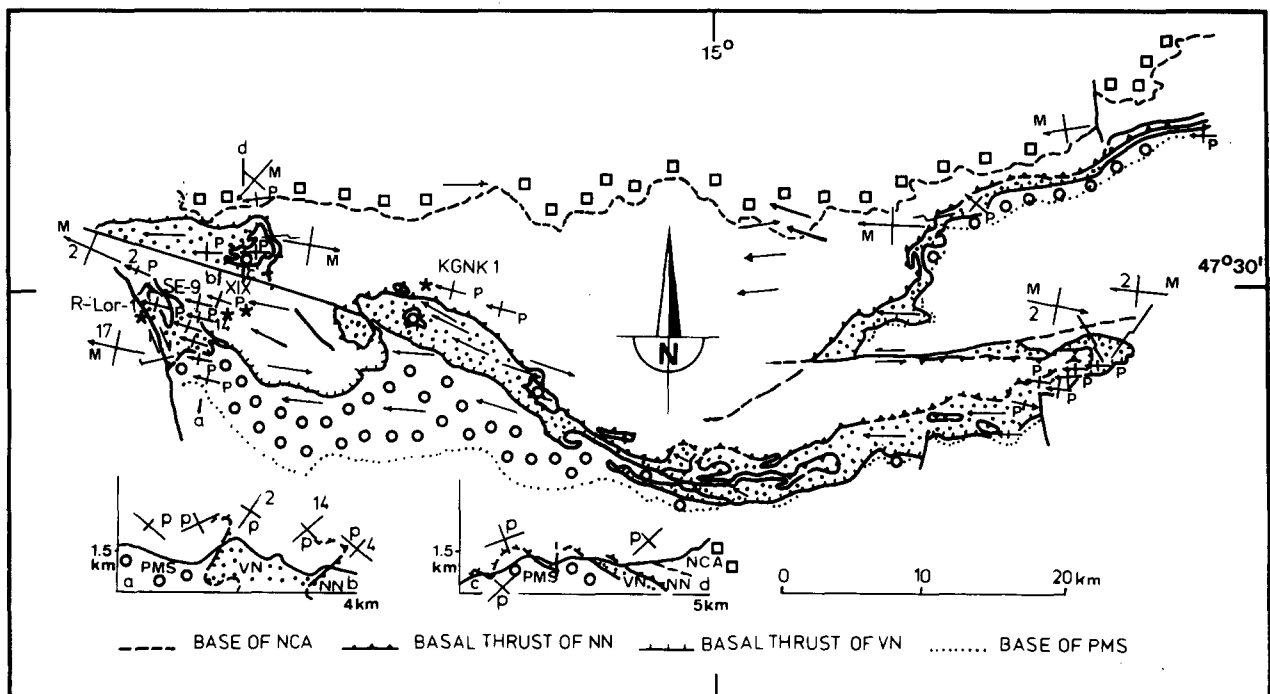 15°
M
d
M
P
M
P
M
P
M
2
2
P
P
P
M
KGNK 1
P
P
47°30'
M
2
2
SE-9
b
XIX
P
R-Lor-1
P
P
14
17
M
P
P
a
N
P
P
P
P
P
P
P
2
P
14
P
P
4
P
P
1.5
km
PMS
VN
NN
a
b
4km
1.5
km
c
PMS
VN
NN
NCA
d
5km
P
0
10
20km
BASE OF NCA
BASAL THRUST OF NN
BASAL THRUST OF VN
BASE OF PMS